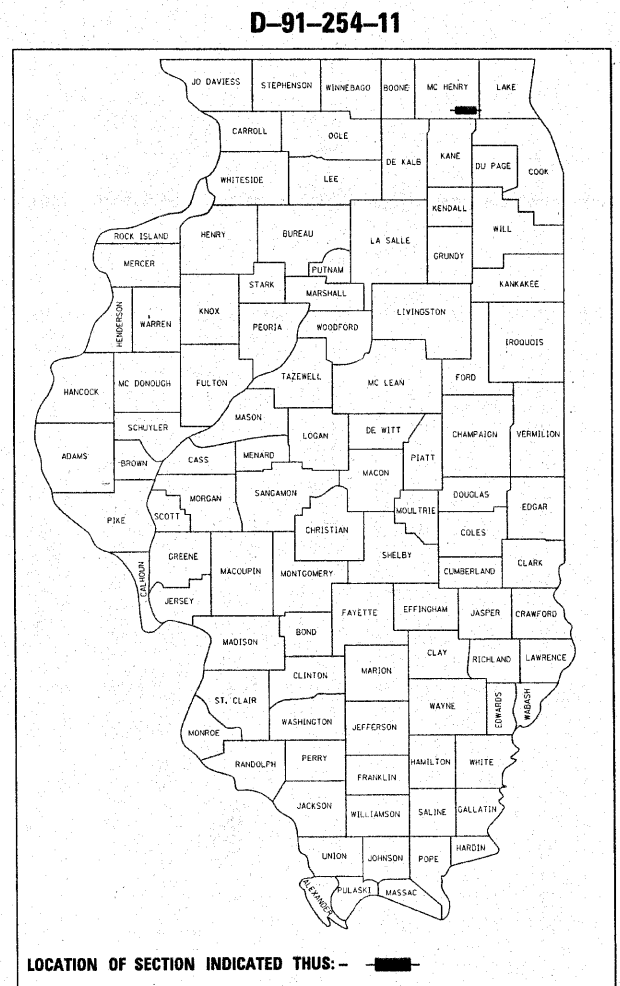 D-91-254-11
JO DAVIESS STEPHENSON WINNEBAGO BOONE MC HENRY LAKE
CARROLL OGLE
DE KALB KANE DU PAGE COOK
WHITESIDE LEE
KENDALL
ROCK ISLAND HENRY BUREAU LA SALLE WILL
MERCER PUTNAM GRUNDY
STARK MARSHALL KANKAKEE
HENDERSON WARREN KNOX PEORIA WOODFORD LIVINGSTON IROQUOIS
HANCOCK MC DONOUGH FULTON TAZEWELL MC LEAN FORD
MASON
SCHUYLER LOGAN DE WITT CHAMPAIGN VERMILION
ADAMS BROWN CASS MENARD PIATT
MACON
MORGAN SANGAMON DOUGLAS
PIKE SCOTT CHRISTIAN MOULTRIE EDGAR
COLES
GREENE SHELBY
CALHOUN MACOUPIN MONTGOMERY CUMBERLAND CLARK
JERSEY
FAYETTE EFFINGHAM JASPER CRAWFORD
MADISON BOND
CLAY RICHLAND LAWRENCE
CLINTON MARION
ST. CLAIR WAYNE EDWARDS WABASH
WASHINGTON JEFFERSON
MONROE
RANDOLPH PERRY HAMILTON WHITE
FRANKLIN
JACKSON WILLIAMSON SALINE GALLATIN
UNION JOHNSON POPE HARDIN
ALEXANDER PULASKI MASSAC
LOCATION OF SECTION INDICATED THUS: -